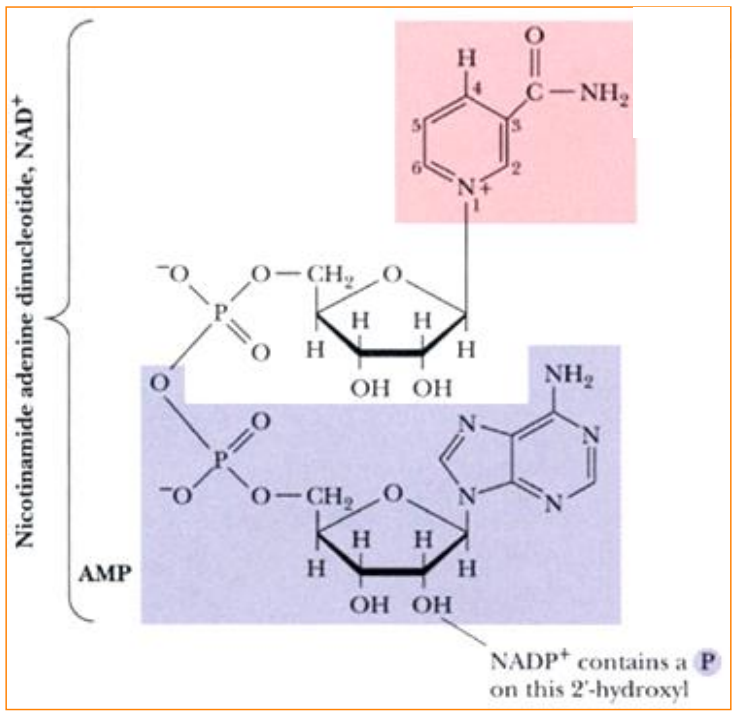 Nicotinamide adenine dinucleotide, NAD⁺
O
H
C—NH₂
4
5
3
6
2
N⁺
1
⁻O
O—CH₂
O
P
H
H
O
H
H
OH
OH
O
NH₂
O
N
N
P
⁻O
O—CH₂
O
N
N
H
H
AMP
H
H
OH
OH
NADP⁺ contains a P
on this 2'-hydroxyl